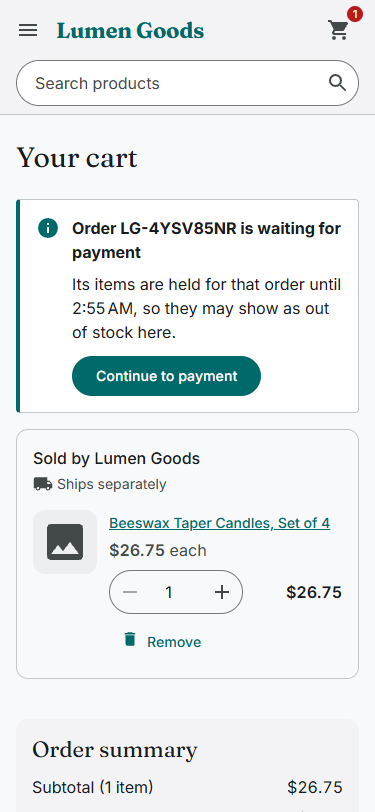 Lumen Goods
1
Search products
Your cart
Order LG-4YSV85NR is waiting for
payment
Its items are held for that order until
2:55 AM, so they may show as out
of stock here.
Continue to payment
Sold by Lumen Goods
Ships separately
Beeswax Taper Candles, Set of 4
$26.75 each
1
$26.75
Remove
Order summary
Subtotal (1 item) $26.75